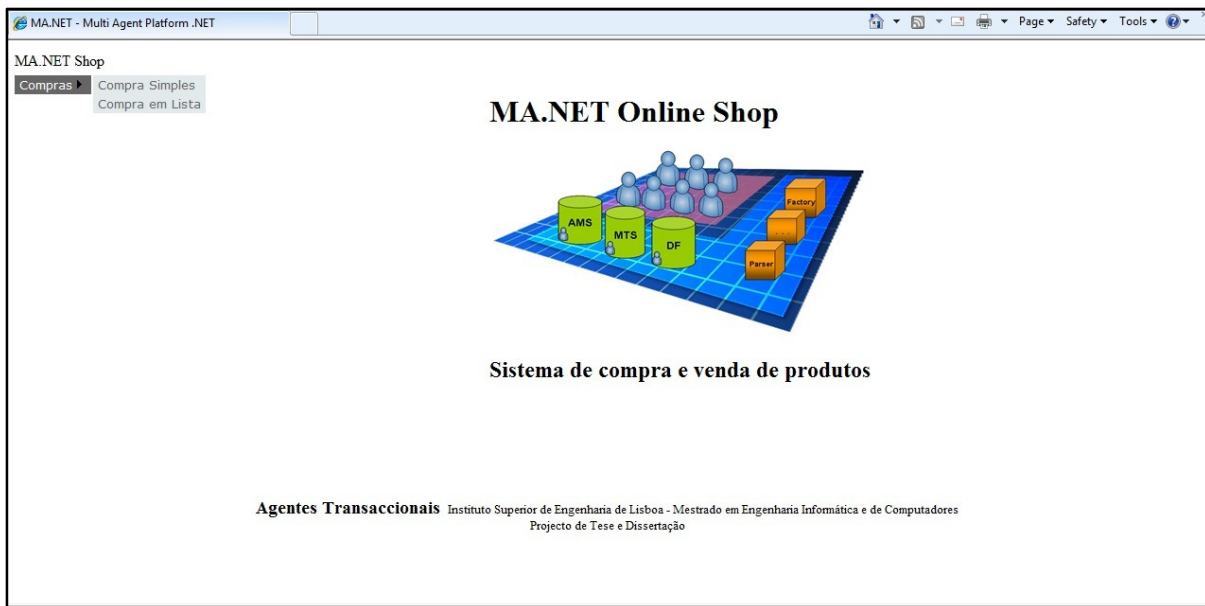 MA.NET - Multi Agent Platform .NET
Page Safety Tools
MA.NET Shop
Compras Compra Simples
Compra em Lista
MA.NET Online Shop
AMS
MTS
DF
Factory
. . .
Parser
Sistema de compra e venda de produtos
Agentes Transaccionais Instituto Superior de Engenharia de Lisboa - Mestrado em Engenharia Informática e de Computadores
Projecto de Tese e Dissertação